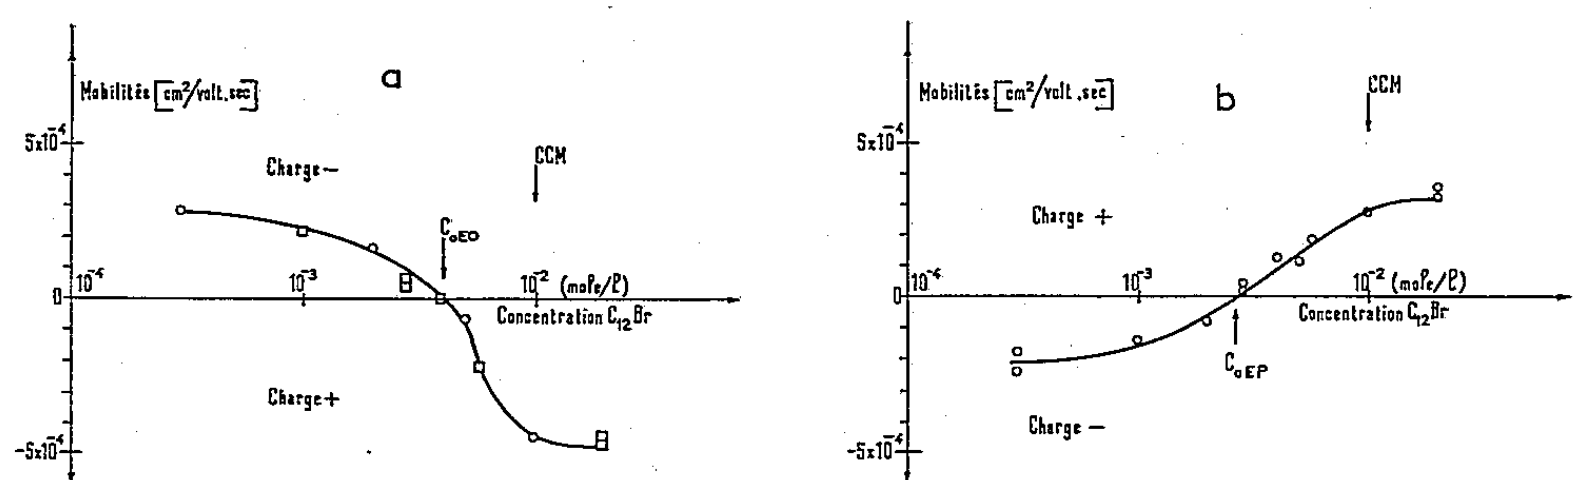 a
Mobilités [cm²/volt.sec]
5x10⁻⁴
Charge −
CCM
C₀EO
10⁻⁴
10⁻³
10⁻² (mole/l)
0
Concentration C₁₂Br
Charge +
-5x10⁻⁴
b
Mobilités [cm²/volt.sec]
CCM
5x10⁻⁴
Charge +
10⁻⁴
10⁻³
10⁻² (mole/l)
0
Concentration C₁₂Br
C₀EP
Charge −
-5x10⁻⁴